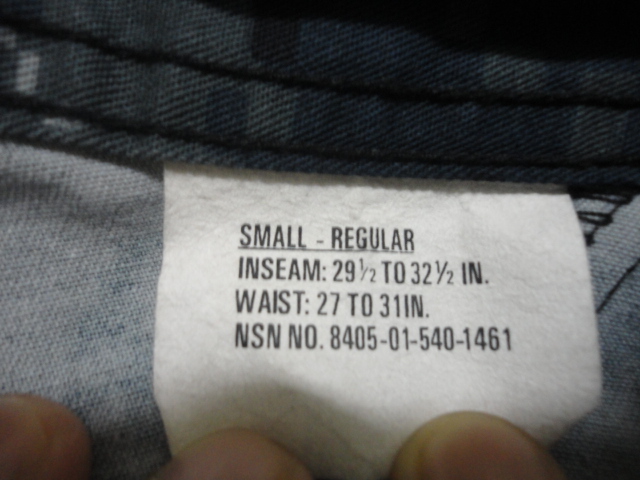 SMALL - REGULAR
INSEAM: 29½ TO 32½ IN.
WAIST: 27 TO 31IN.
NSN NO. 8405-01-540-1461